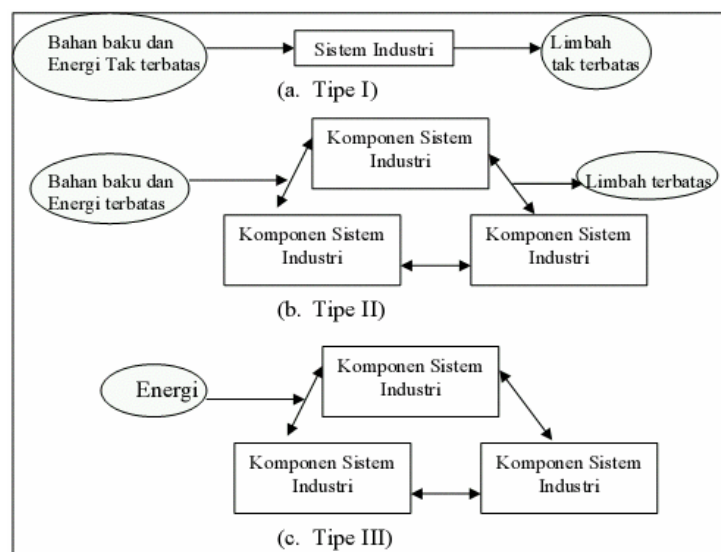 Bahan baku dan
Energi Tak terbatas
Sistem Industri
Limbah
tak terbatas
(a. Tipe I)
Bahan baku dan
Energi terbatas
Komponen Sistem
Industri
Limbah terbatas
Komponen Sistem
Industri
Komponen Sistem
Industri
(b. Tipe II)
Energi
Komponen Sistem
Industri
Komponen Sistem
Industri
Komponen Sistem
Industri
(c. Tipe III)